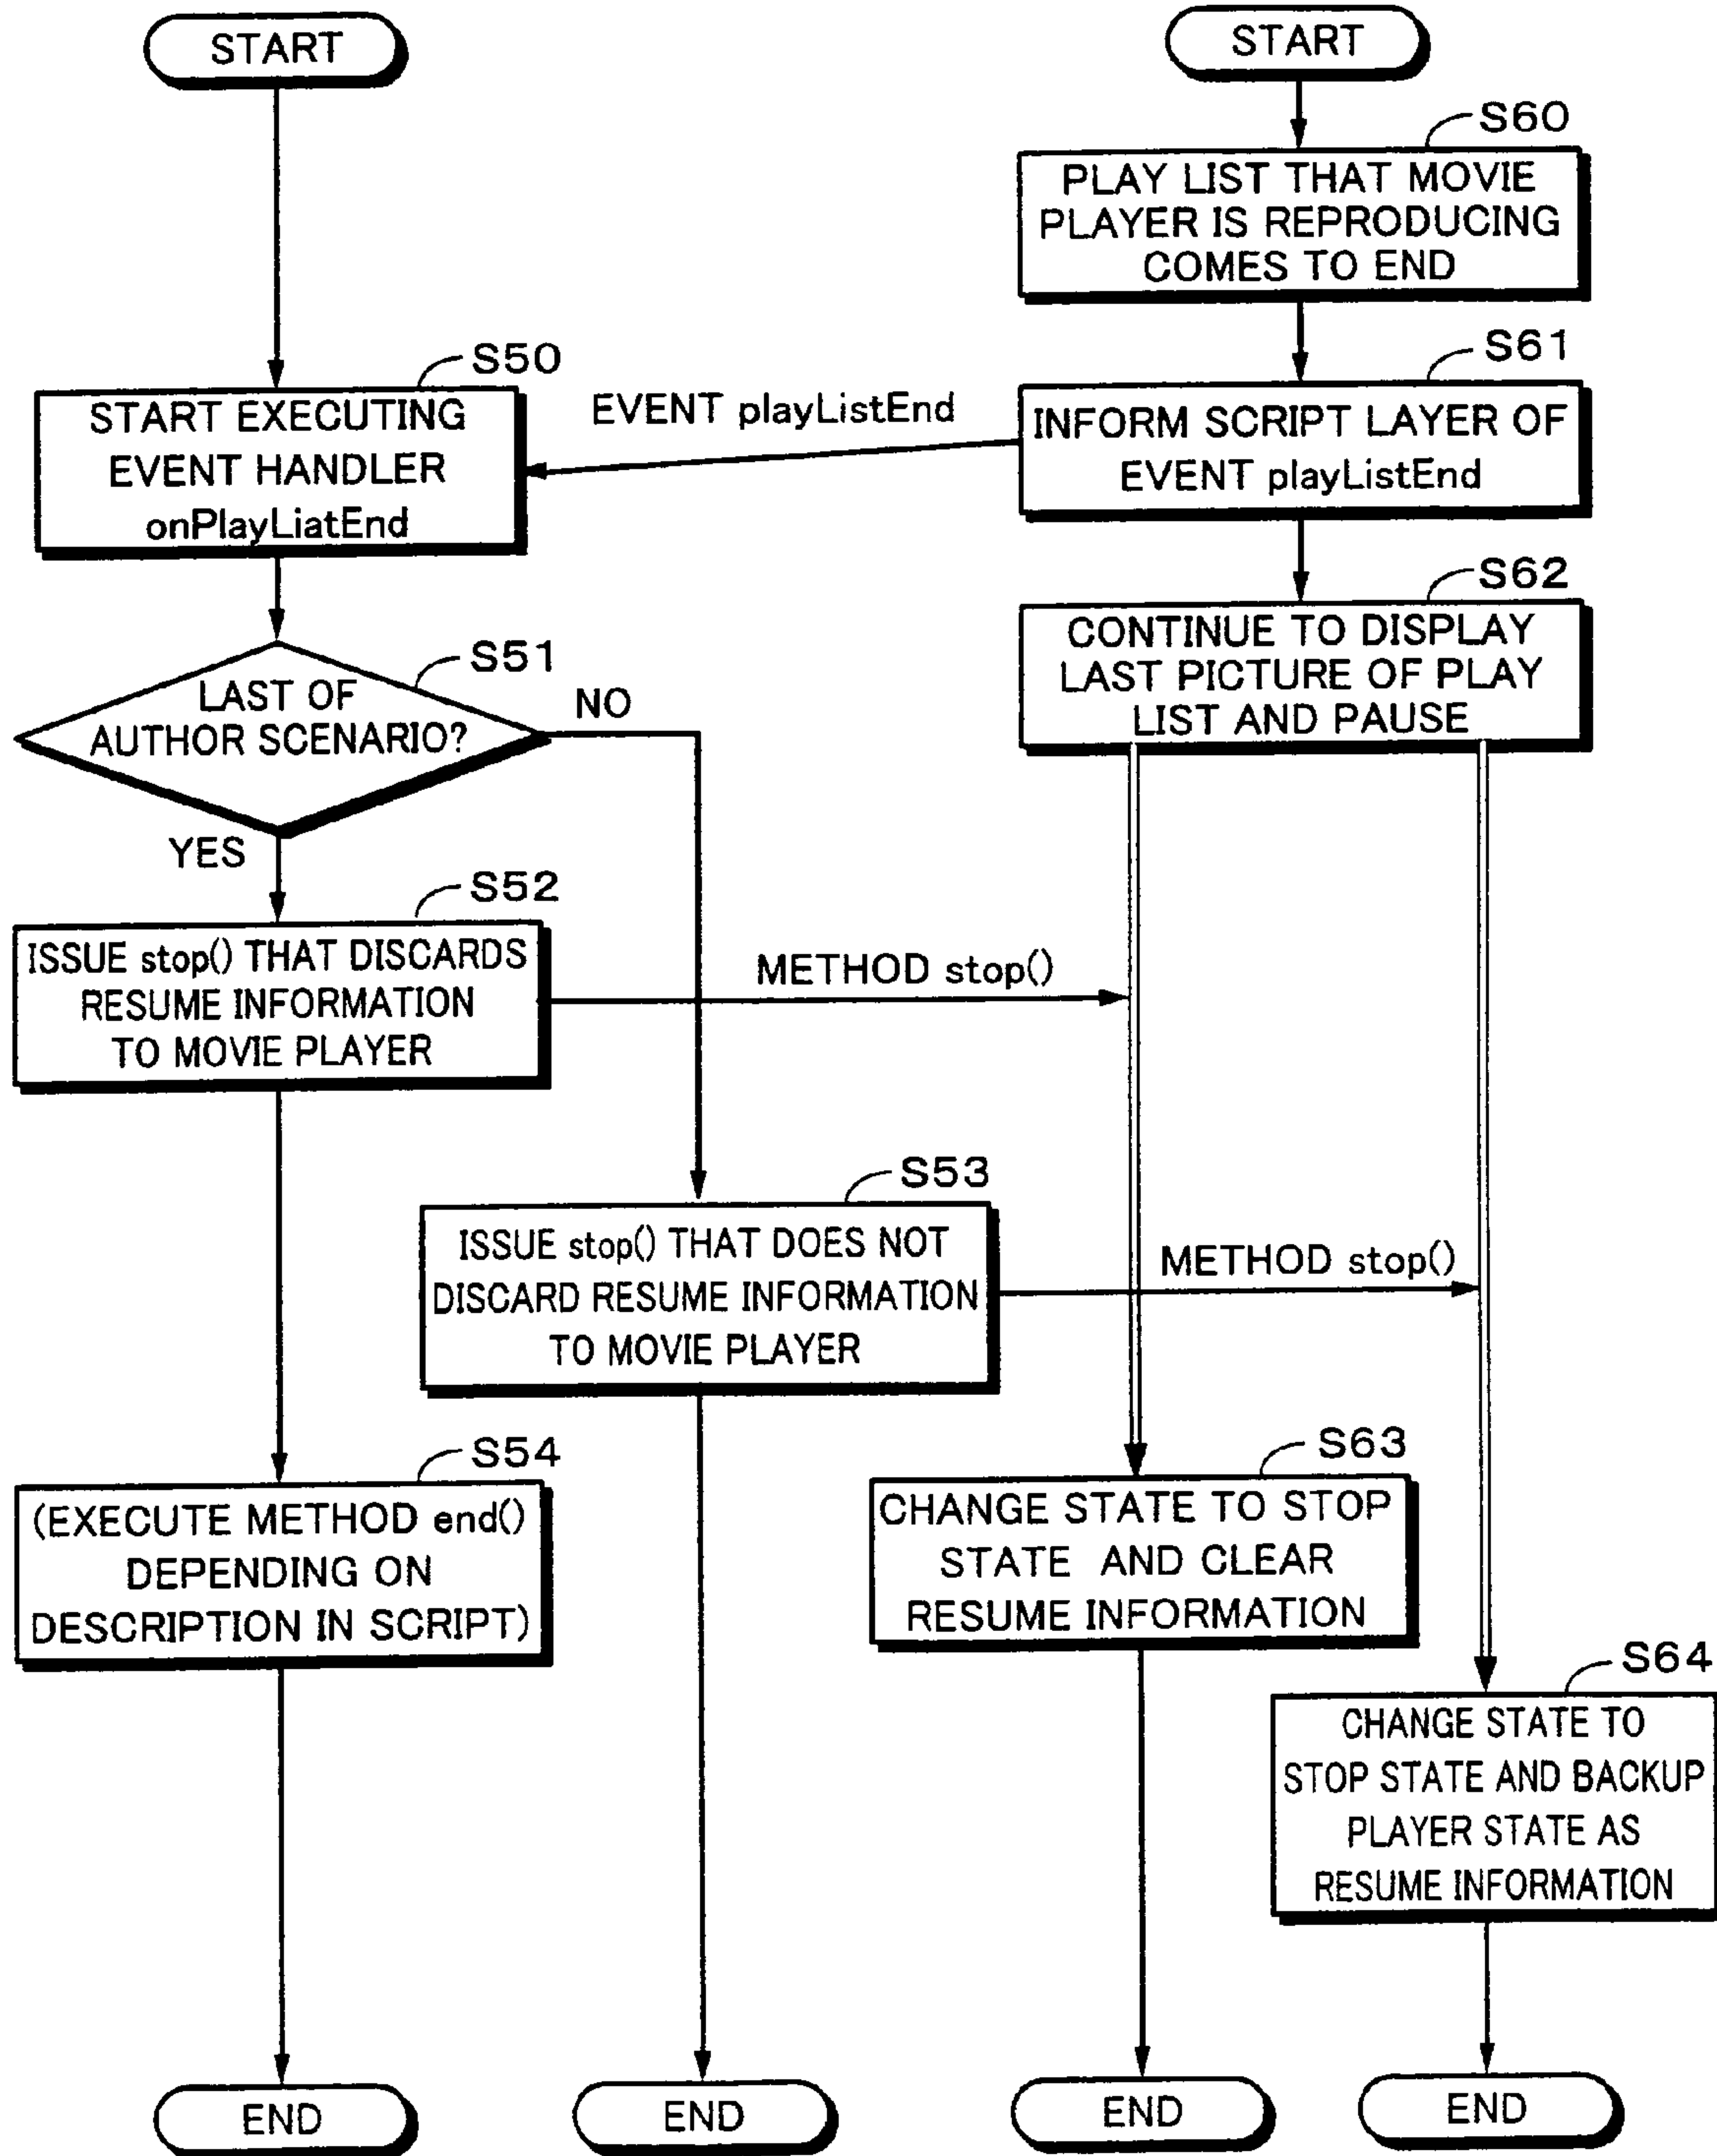 START
START
S60
PLAY LIST THAT MOVIE
PLAYER IS REPRODUCING
COMES TO END
S50
START EXECUTING
EVENT HANDLER
onPlayLiatEnd
EVENT playListEnd
S61
INFORM SCRIPT LAYER OF
EVENT playListEnd
S62
CONTINUE TO DISPLAY
LAST PICTURE OF PLAY
LIST AND PAUSE
S51
LAST OF
AUTHOR SCENARIO?
NO
YES
S52
ISSUE stop() THAT DISCARDS
RESUME INFORMATION
TO MOVIE PLAYER
METHOD stop()
S53
ISSUE stop() THAT DOES NOT
DISCARD RESUME INFORMATION
TO MOVIE PLAYER
METHOD stop()
S54
(EXECUTE METHOD end()
DEPENDING ON
DESCRIPTION IN SCRIPT)
S63
CHANGE STATE TO STOP
STATE AND CLEAR
RESUME INFORMATION
S64
CHANGE STATE TO
STOP STATE AND BACKUP
PLAYER STATE AS
RESUME INFORMATION
END
END
END
END